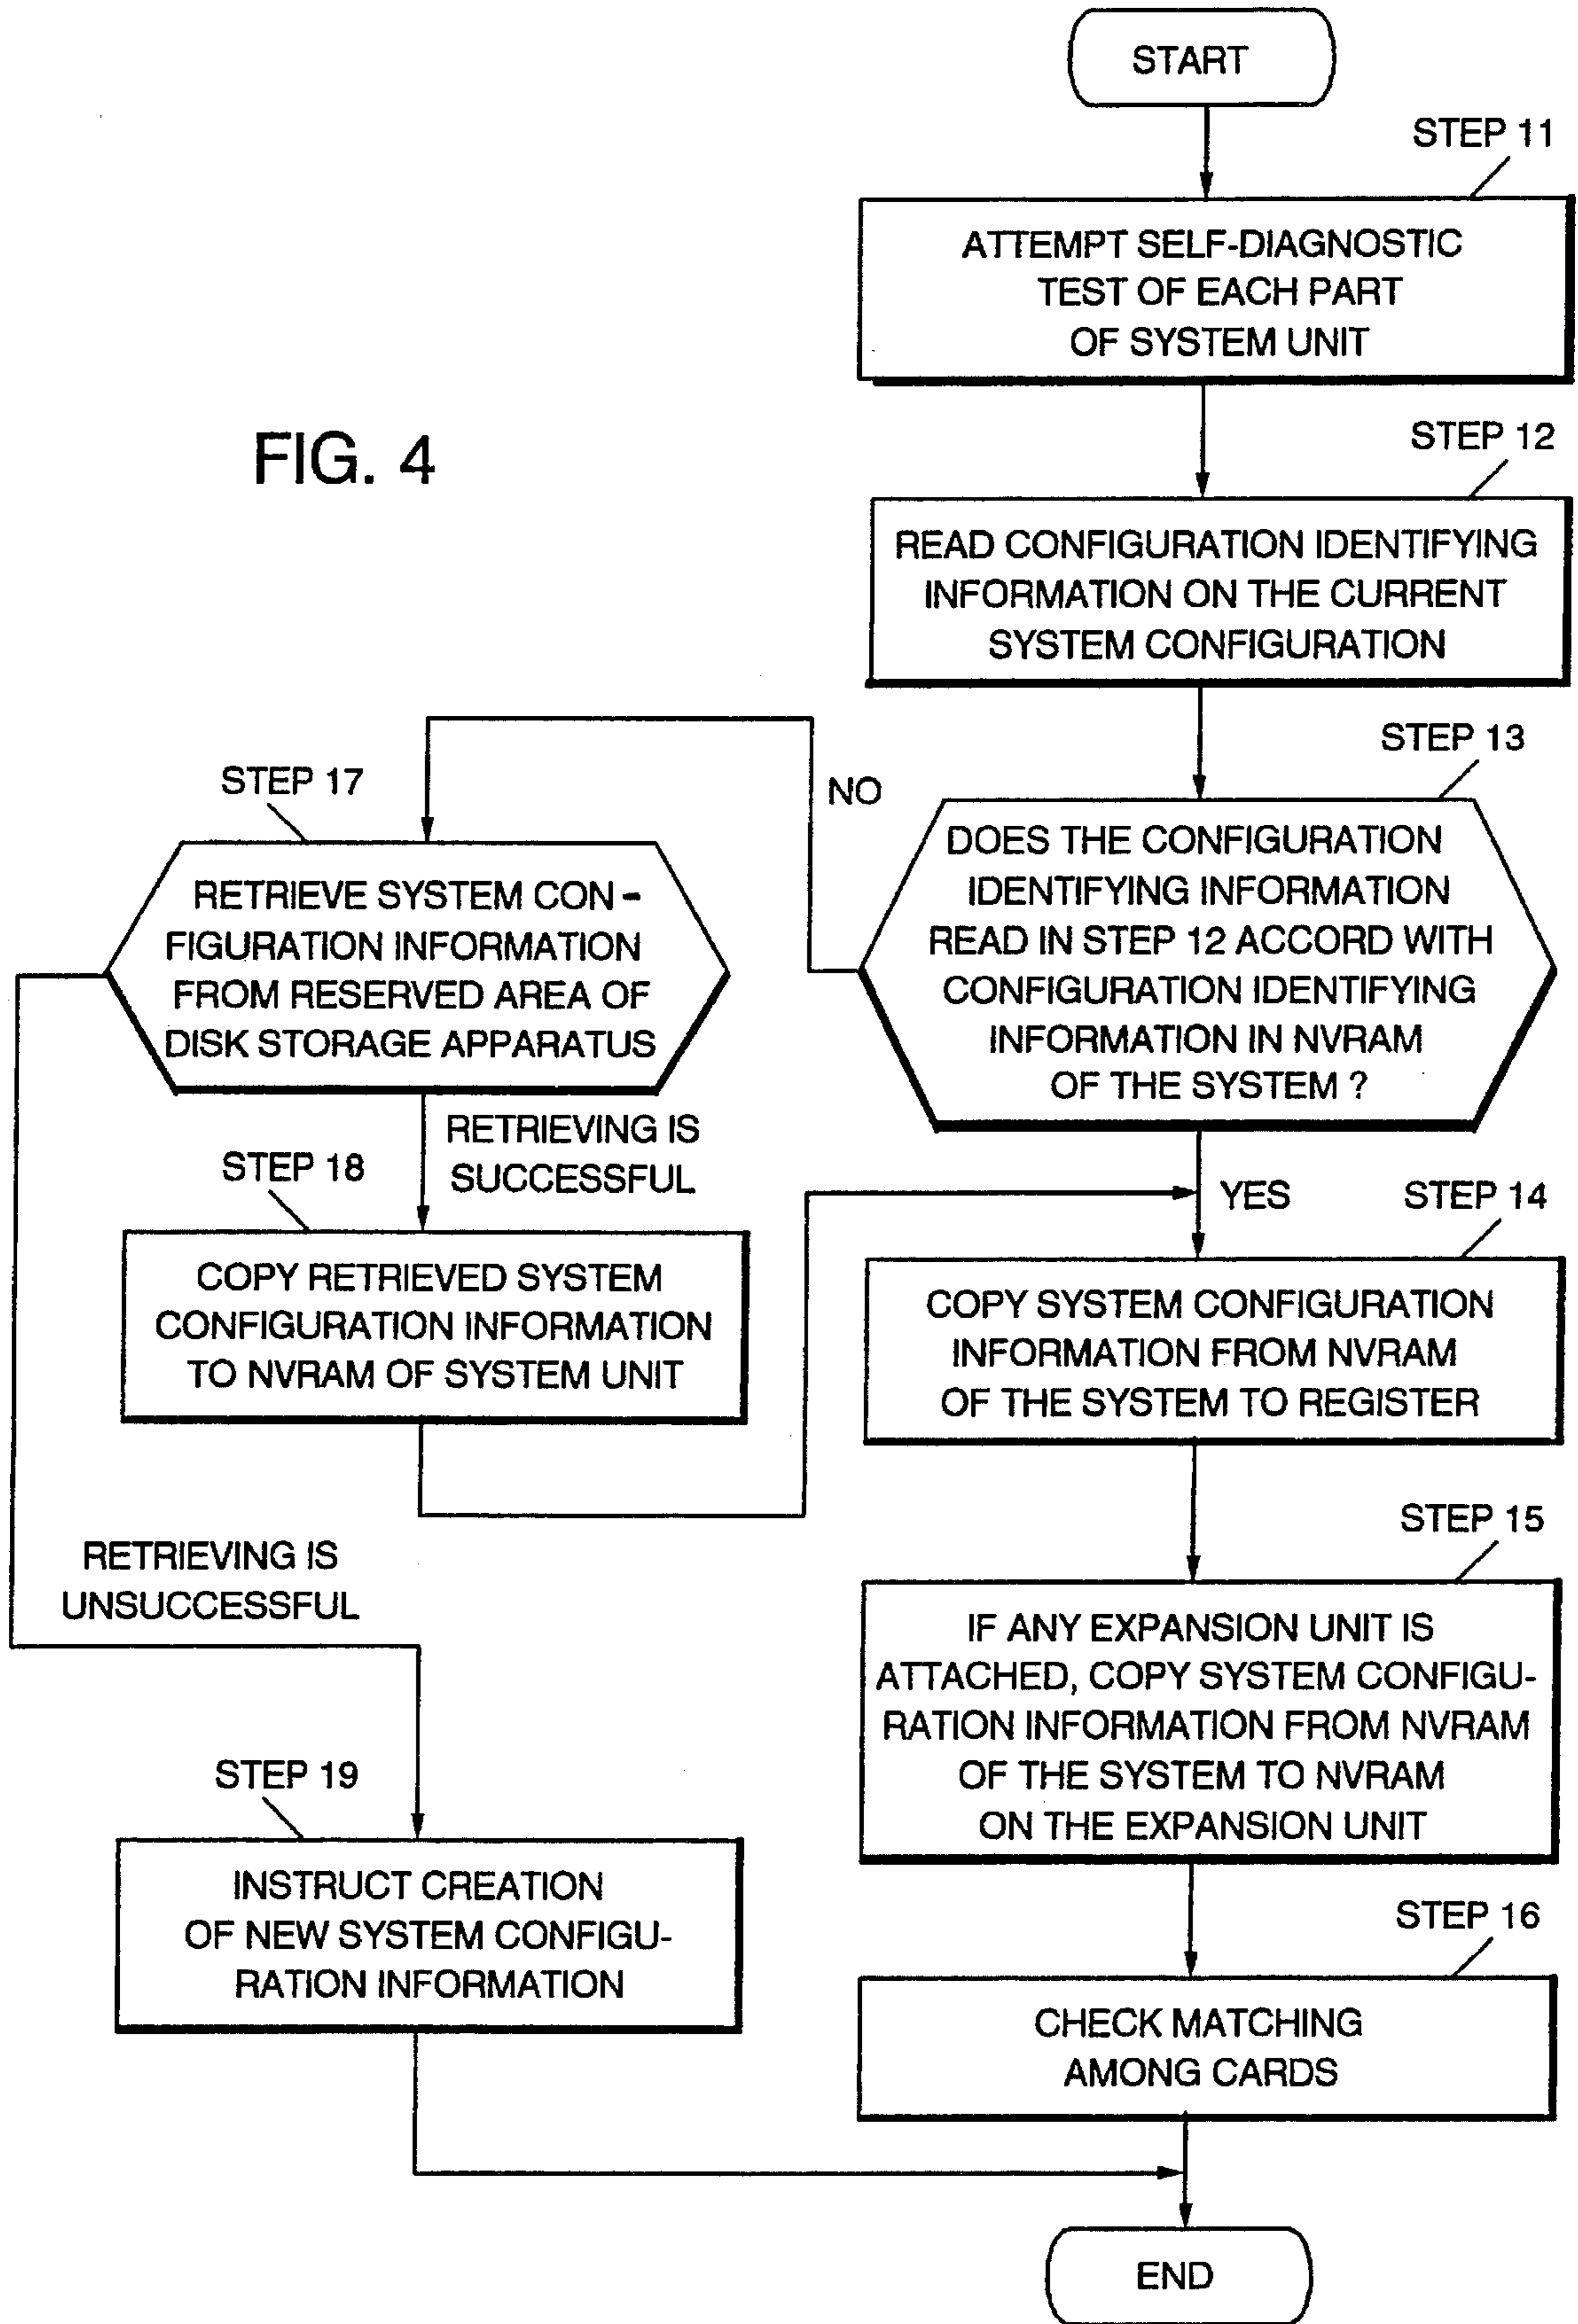 START
STEP 11
ATTEMPT SELF-DIAGNOSTIC
TEST OF EACH PART
OF SYSTEM UNIT
FIG. 4
STEP 12
READ CONFIGURATION IDENTIFYING
INFORMATION ON THE CURRENT
SYSTEM CONFIGURATION
STEP 13
NO
DOES THE CONFIGURATION
IDENTIFYING INFORMATION
READ IN STEP 12 ACCORD WITH
CONFIGURATION IDENTIFYING
INFORMATION IN NVRAM
OF THE SYSTEM ?
STEP 17
RETRIEVE SYSTEM CON-
FIGURATION INFORMATION
FROM RESERVED AREA OF
DISK STORAGE APPARATUS
RETRIEVING IS
SUCCESSFUL
STEP 18
COPY RETRIEVED SYSTEM
CONFIGURATION INFORMATION
TO NVRAM OF SYSTEM UNIT
YES
STEP 14
COPY SYSTEM CONFIGURATION
INFORMATION FROM NVRAM
OF THE SYSTEM TO REGISTER
STEP 15
IF ANY EXPANSION UNIT IS
ATTACHED, COPY SYSTEM CONFIGU-
RATION INFORMATION FROM NVRAM
OF THE SYSTEM TO NVRAM
ON THE EXPANSION UNIT
RETRIEVING IS
UNSUCCESSFUL
STEP 19
INSTRUCT CREATION
OF NEW SYSTEM CONFIGU-
RATION INFORMATION
STEP 16
CHECK MATCHING
AMONG CARDS
END